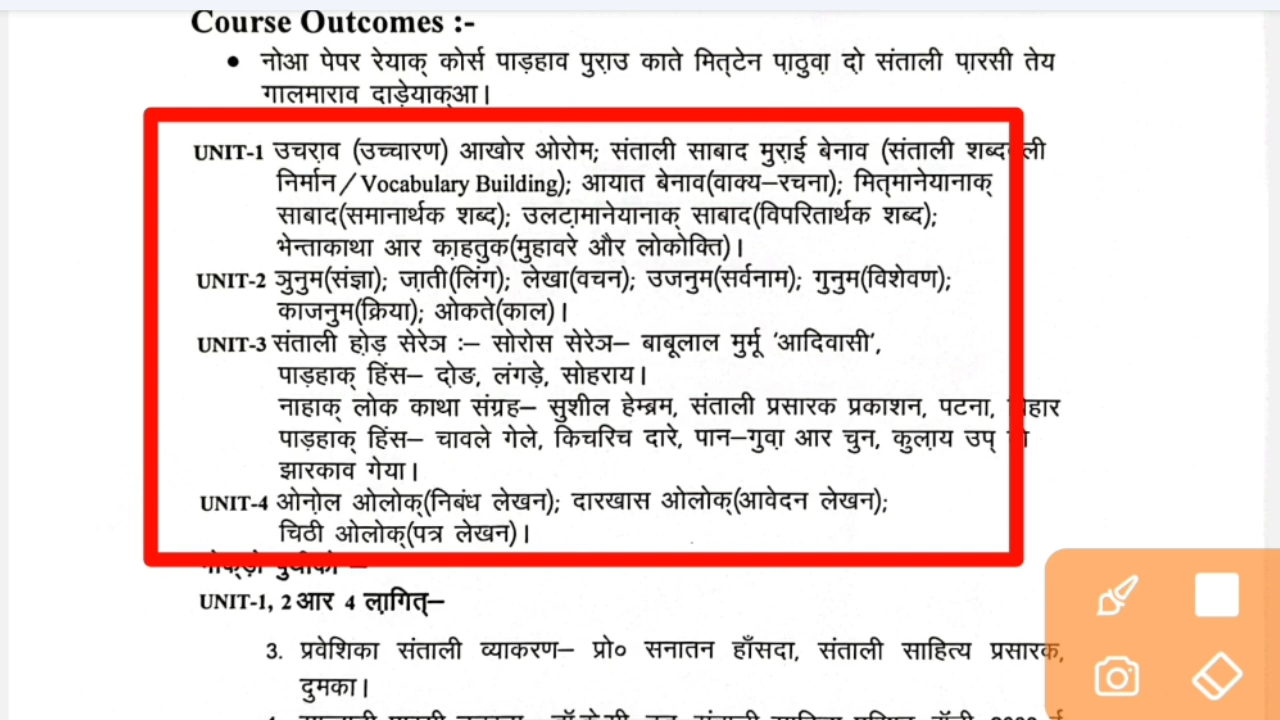 Course Outcomes :-
• नोआ पेपर रेयाक् कोर्स पाड़हाव पुरा़उ काते मित्टेन पा़ठुवा़ दो़ संताली पा़रसी तेय
गालमाराव दाड़ेयाक्आ।
UNIT-1 उचरा़व (उच्चारण) आखोर ओरोम; संताली साबाद मुरा़ई बेनाव (संताली
निर्मान / Vocabulary Building); आयात बेनाव(वाक्य–रचना); मित्मानेयानाक्
साबाद(समानार्थक शब्द); उलटा़मानेयानाक् साबाद(विपरितार्थक शब्द);
भेन्ताकाथा आर का़हतुक(मुहावरे और लोकोक्ति)।
UNIT-2 ञुनुम(संज्ञा); जा़ती(लिंग); लेखा(वचन); उजनुम(सर्वनाम); गुनुम(विशेवण);
काजनुम(क्रिया); ओकते(काल)।
UNIT-3 संताली हो़ड़ सेरेञ :– सोरोस सेरेञ– बाबूलाल मुर्मू ‘आदिवासी’,
पाड़हाक् हिंस– दोङ, लंगड़े, सोहराय।
नाहाक् लोक काथा संग्रह– सुशील हेम्ब्रम, संताली प्रसारक प्रकाशन, पटना,
पाड़हाक् हिंस– चावले गेले, किचरिच दारे, पान–गुवा़ आर चुन, कुला़य उप्
झारकाव गेया।
UNIT-4 ओनो़ल ओलोक्(निबंध लेखन); दारखास ओलोक्(आवेदन लेखन);
चिठी ओलोक्(पत्र लेखन)।
UNIT-1, 2 आर 4 ला़गित्–
3. प्रवेशिका संताली व्याकरण– प्रो० सनातन हाँसदा, संताली साहित्य प्रसारक,
दुमका।